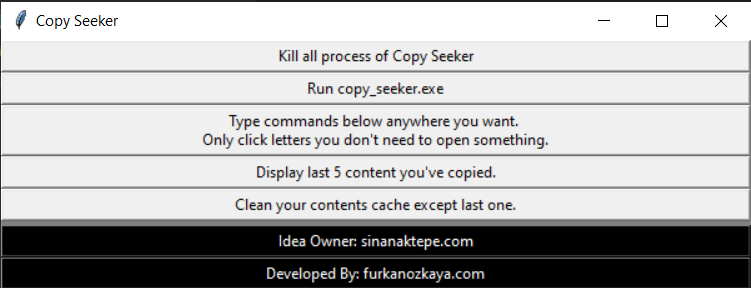 Copy Seeker
Kill all process of Copy Seeker
Run copy_seeker.exe
Type commands below anywhere you want.
Only click letters you don't need to open something.
Display last 5 content you've copied.
Clean your contents cache except last one.
Idea Owner: sinanaktepe.com
Developed By: furkanozkaya.com